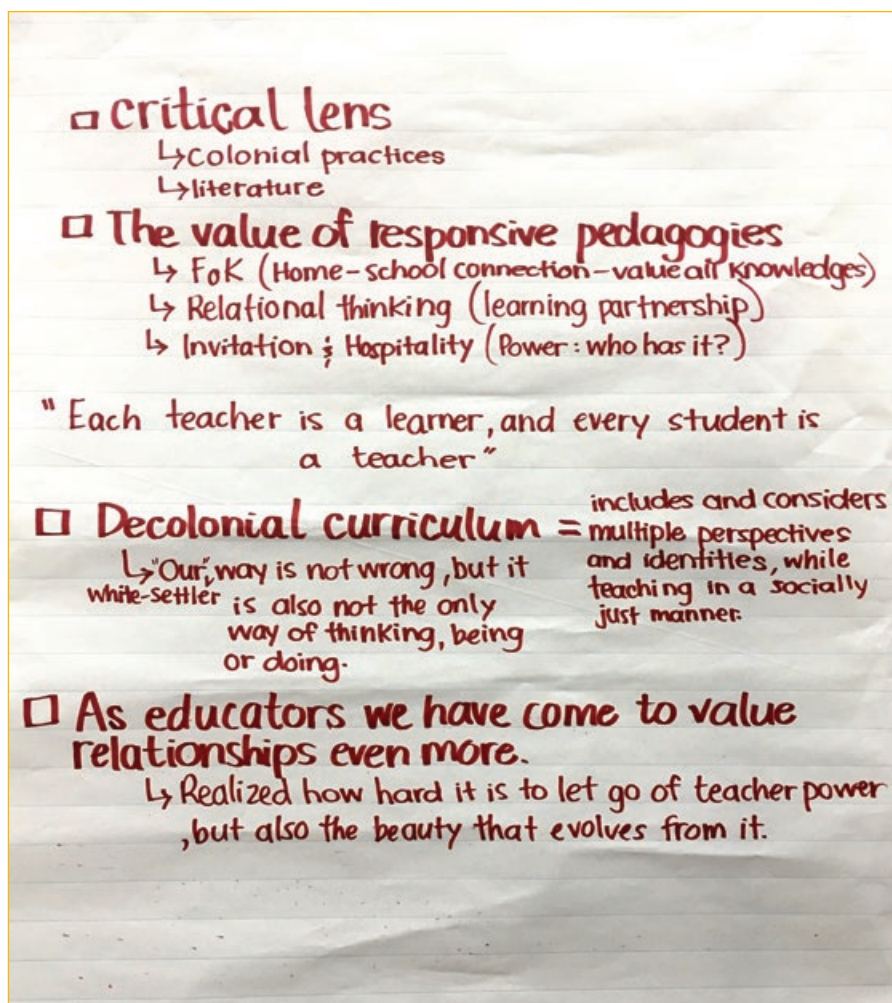 □ critical lens
↳colonial practices
↳literature
□ The value of responsive pedagogies
↳ FoK (Home-school connection-value all knowledges)
↳ Relational thinking (learning partnership)
↳ Invitation & Hospitality (Power: who has it?)
"Each teacher is a learner, and every student is
a teacher"
□ Decolonial curriculum =
includes and considers
multiple perspectives
and identities, while
teaching in a socially
just manner.
↳"Our" way is not wrong, but it
white-settler is also not the only
way of thinking, being
or doing.
□ As educators we have come to value
relationships even more.
↳ Realized how hard it is to let go of teacher power
,but also the beauty that evolves from it.